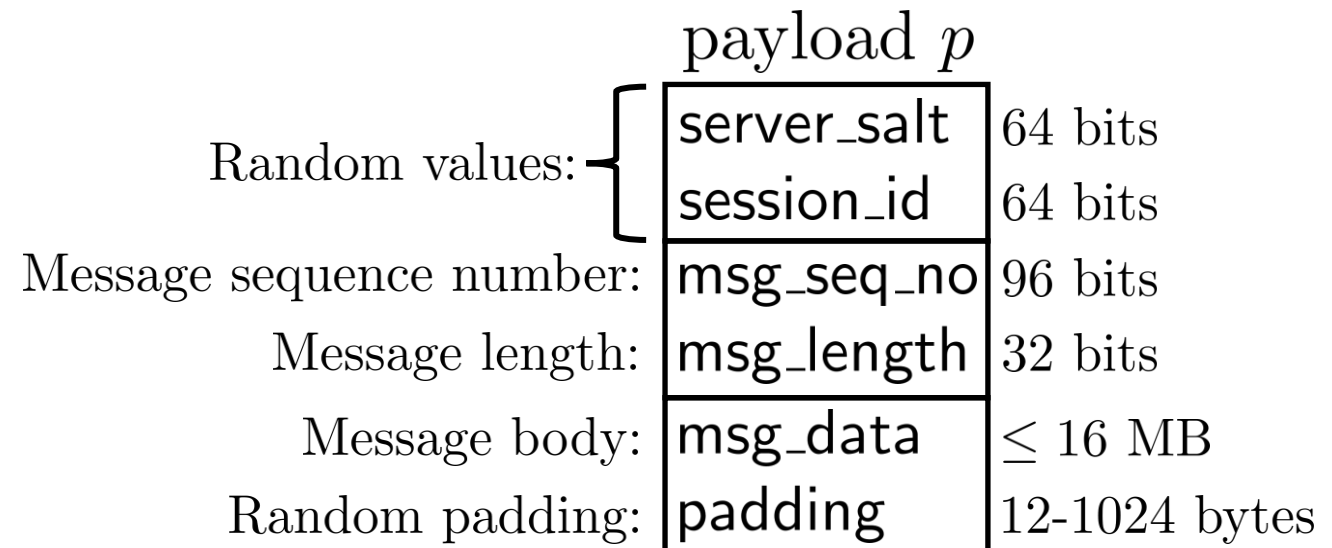 payload p
server_salt 64 bits
Random values:
session_id 64 bits
Message sequence number: msg_seq_no 96 bits
Message length: msg_length 32 bits
Message body: msg_data ≤ 16 MB
Random padding: padding 12-1024 bytes